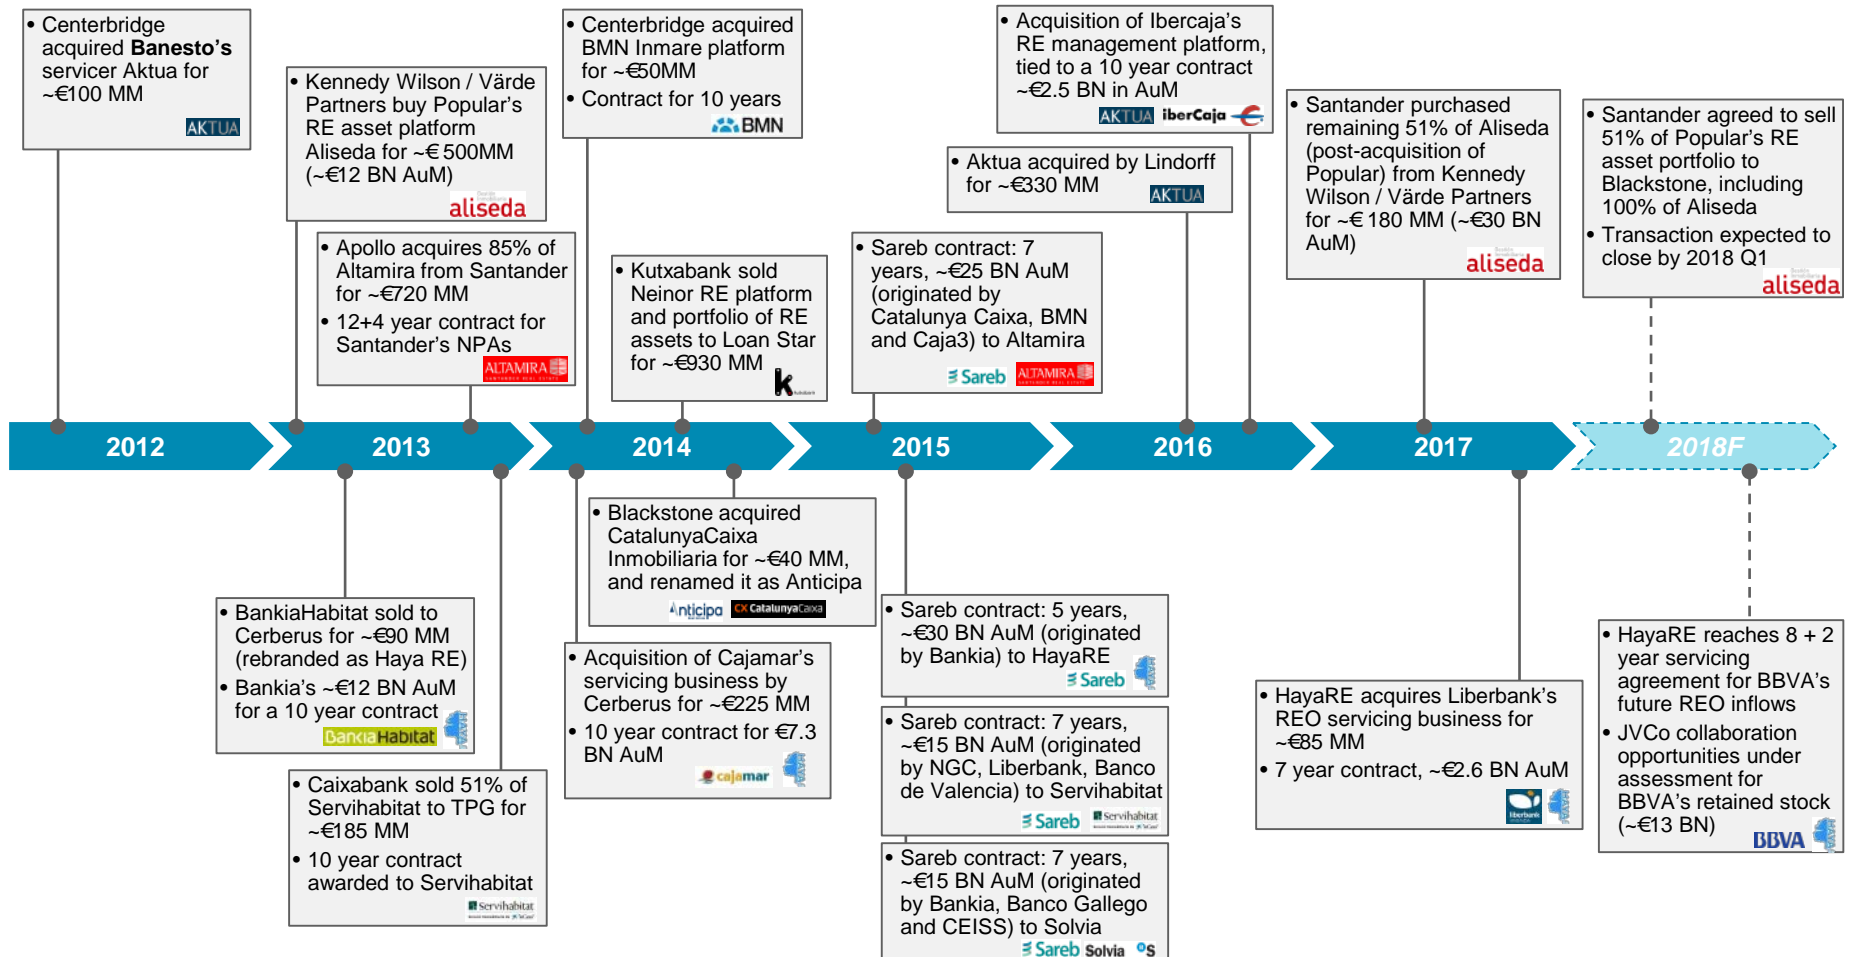 • Centerbridge
acquired Banesto's
servicer Aktua for
~€100 MM
AKTUA
• Kennedy Wilson / Värde
Partners buy Popular's
RE asset platform
Aliseda for ~€ 500MM
(~€12 BN AuM)
aliseda
• Apollo acquires 85% of
Altamira from Santander
for ~€720 MM
• 12+4 year contract for
Santander's NPAs
ALTAMIRA
SANTANDER REAL ESTATE
• Centerbridge acquired
BMN Inmare platform
for ~€50MM
• Contract for 10 years
BMN
• Kutxabank sold
Neinor RE platform
and portfolio of RE
assets to Loan Star
for ~€930 MM
k
kutxabank
• Sareb contract: 7
years, ~€25 BN AuM
(originated by
Catalunya Caixa, BMN
and Caja3) to Altamira
Sareb ALTAMIRA
SANTANDER REAL ESTATE
• Acquisition of Ibercaja's
RE management platform,
tied to a 10 year contract
~€2.5 BN in AuM
AKTUA iberCaja
• Aktua acquired by Lindorff
for ~€330 MM
AKTUA
• Santander purchased
remaining 51% of Aliseda
(post-acquisition of
Popular) from Kennedy
Wilson / Värde Partners
for ~€ 180 MM (~€30 BN
AuM)
aliseda
• Santander agreed to sell
51% of Popular's RE
asset portfolio to
Blackstone, including
100% of Aliseda
• Transaction expected to
close by 2018 Q1
aliseda
2012 2013 2014 2015 2016 2017 2018F
• BankiaHabitat sold to
Cerberus for ~€90 MM
(rebranded as Haya RE)
• Bankia's ~€12 BN AuM
for a 10 year contract
Bankia Habitat HAYA
• Caixabank sold 51% of
Servihabitat to TPG for
~€185 MM
• 10 year contract
awarded to Servihabitat
Servihabitat
• Blackstone acquired
CatalunyaCaixa
Inmobiliaria for ~€40 MM,
and renamed it as Anticipa
Anticipa CX CatalunyaCaixa
• Acquisition of Cajamar's
servicing business by
Cerberus for ~€225 MM
• 10 year contract for €7.3
BN AuM
cajamar HAYA
• Sareb contract: 5 years,
~€30 BN AuM (originated
by Bankia) to HayaRE
Sareb HAYA
• Sareb contract: 7 years,
~€15 BN AuM (originated
by NGC, Liberbank, Banco
de Valencia) to Servihabitat
Sareb Servihabitat
• Sareb contract: 7 years,
~€15 BN AuM (originated
by Bankia, Banco Gallego
and CEISS) to Solvia
Sareb Solvia S
• HayaRE acquires Liberbank's
REO servicing business for
~€85 MM
• 7 year contract, ~€2.6 BN AuM
liberbank HAYA
• HayaRE reaches 8 + 2
year servicing
agreement for BBVA's
future REO inflows
• JVCo collaboration
opportunities under
assessment for
BBVA's retained stock
(~€13 BN)
BBVA HAYA